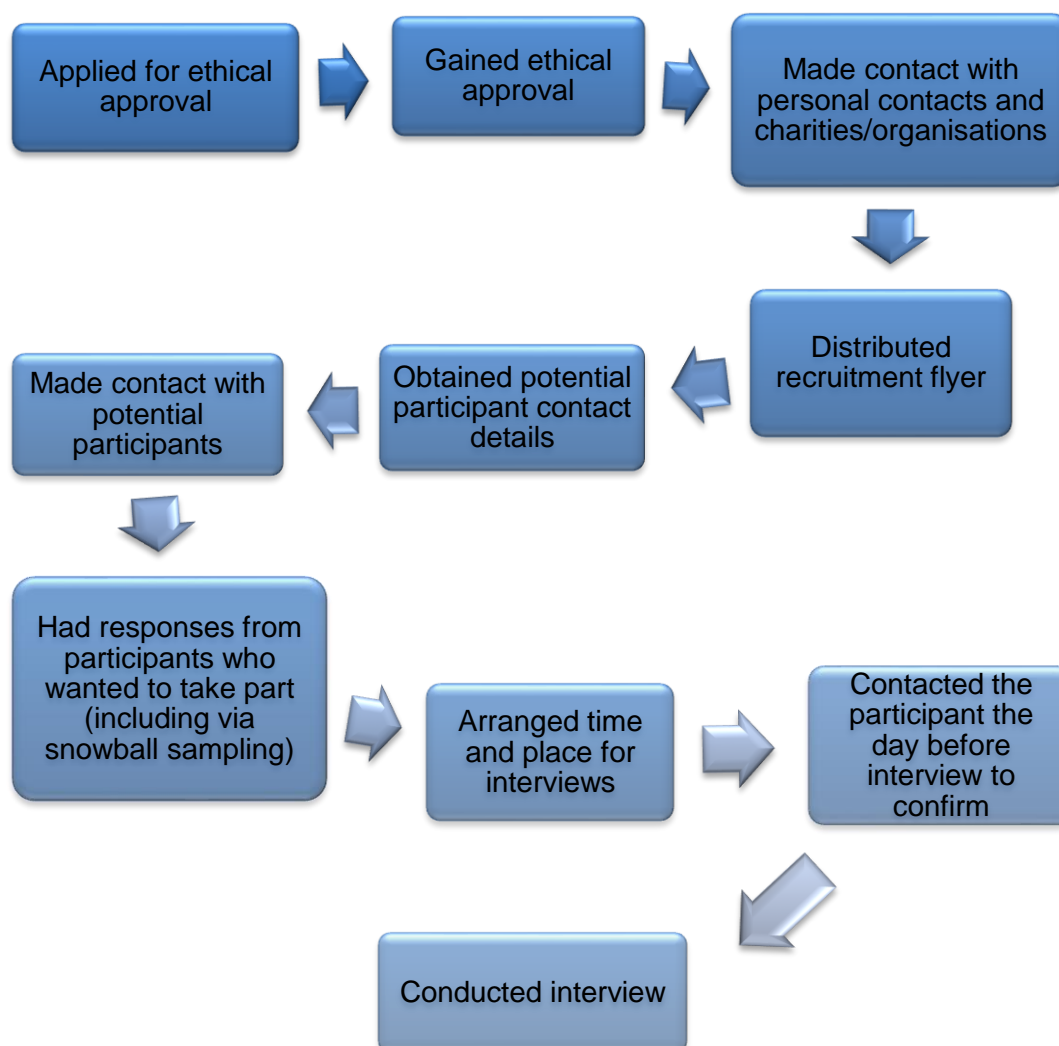 Applied for ethical
approval
Gained ethical
approval
Made contact with
personal contacts and
charities/organisations
Distributed
recruitment flyer
Obtained potential
participant contact
details
Made contact with
potential
participants
Had responses from
participants who
wanted to take part
(including via
snowball sampling)
Arranged time
and place for
interviews
Contacted the
participant the
day before
interview to
confirm
Conducted interview